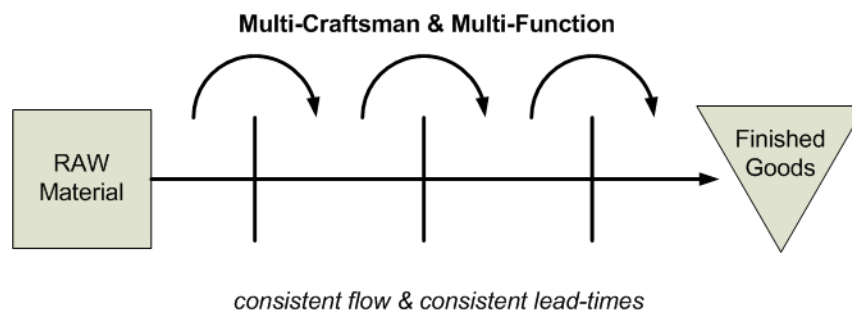 Multi-Craftsman & Multi-Function
RAW
Material
Finished
Goods
consistent flow & consistent lead-times